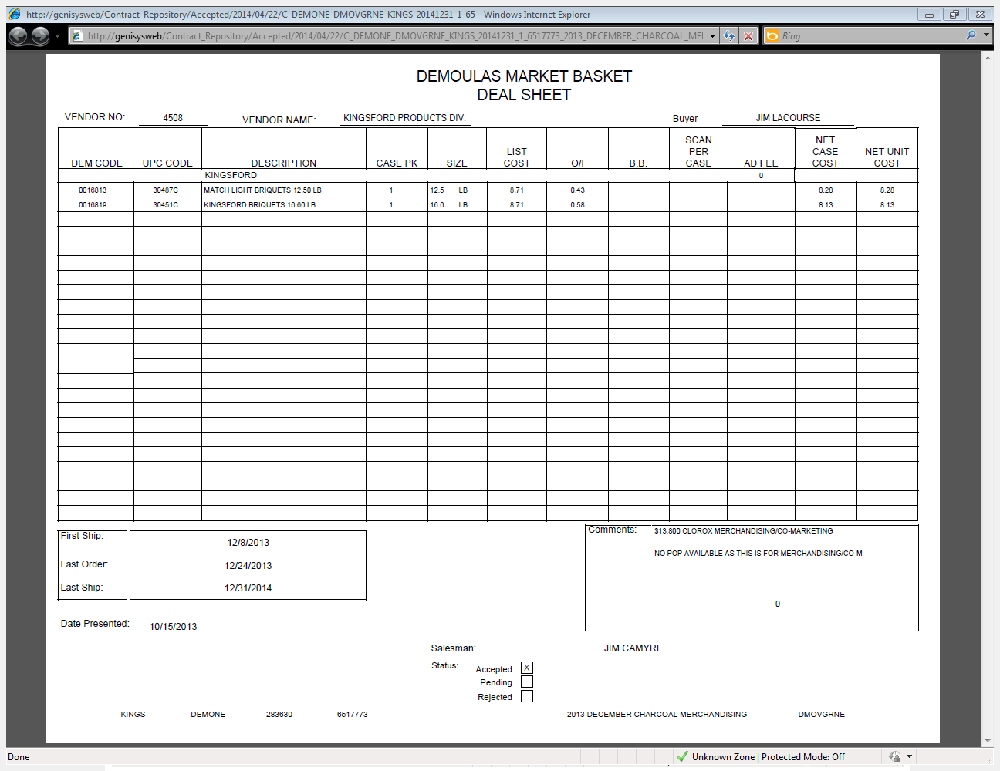 http://genisysweb/Contract_Repository/Accepted/2014/04/22/C_DEMONE_DMOVGRNE_KINGS_20141231_1_65 - Windows Internet Explorer
http://genisysweb/Contract_Repository/Accepted/2014/04/22/C_DEMONE_DMOVGRNE_KINGS_20141231_1_6517773_2013_DECEMBER_CHARCOAL_MEI Bing
DEMOULAS MARKET BASKET
DEAL SHEET
VENDOR NO: 4508 VENDOR NAME: KINGSFORD PRODUCTS DIV. Buyer JIM LACOURSE
DEM CODE UPC CODE DESCRIPTION CASE PK SIZE LIST COST O/I B.B. SCAN PER CASE AD FEE NET CASE COST NET UNIT COST
KINGSFORD 0
0016813 30487C MATCH LIGHT BRIQUETS 12.50 LB 1 12.5 LB 8.71 0.43 8.28 8.28
0016819 30451C KINGSFORD BRIQUETS 16.60 LB 1 16.6 LB 8.71 0.58 8.13 8.13
First Ship: 12/8/2013
Last Order: 12/24/2013
Last Ship: 12/31/2014
Comments: $13,800 CLOROX MERCHANDISING/CO-MARKETING
NO POP AVAILABLE AS THIS IS FOR MERCHANDISING/CO-M
0
Date Presented: 10/15/2013
Salesman: JIM CAMYRE
Status: Accepted X
Pending
Rejected
KINGS DEMONE 283630 6517773 2013 DECEMBER CHARCOAL MERCHANDISING DMOVGRNE
Done Unknown Zone | Protected Mode: Off